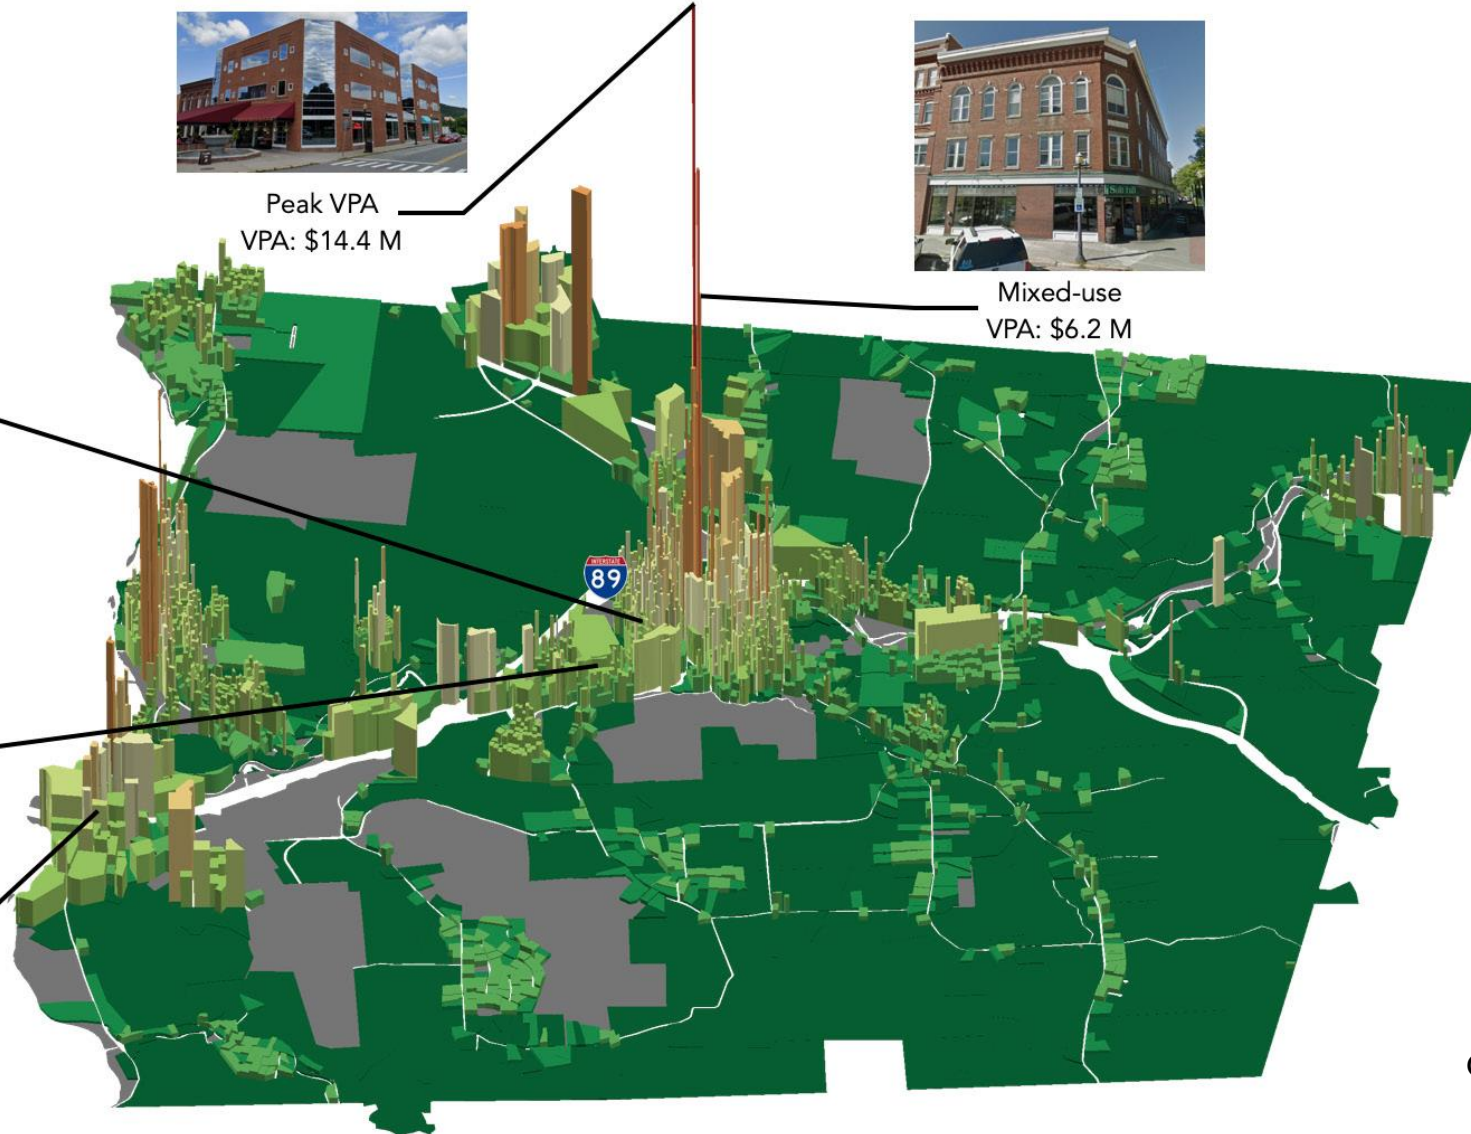 Peak VPA
VPA: $14.4 M
Mixed-use
VPA: $6.2 M
INTERSTATE
89